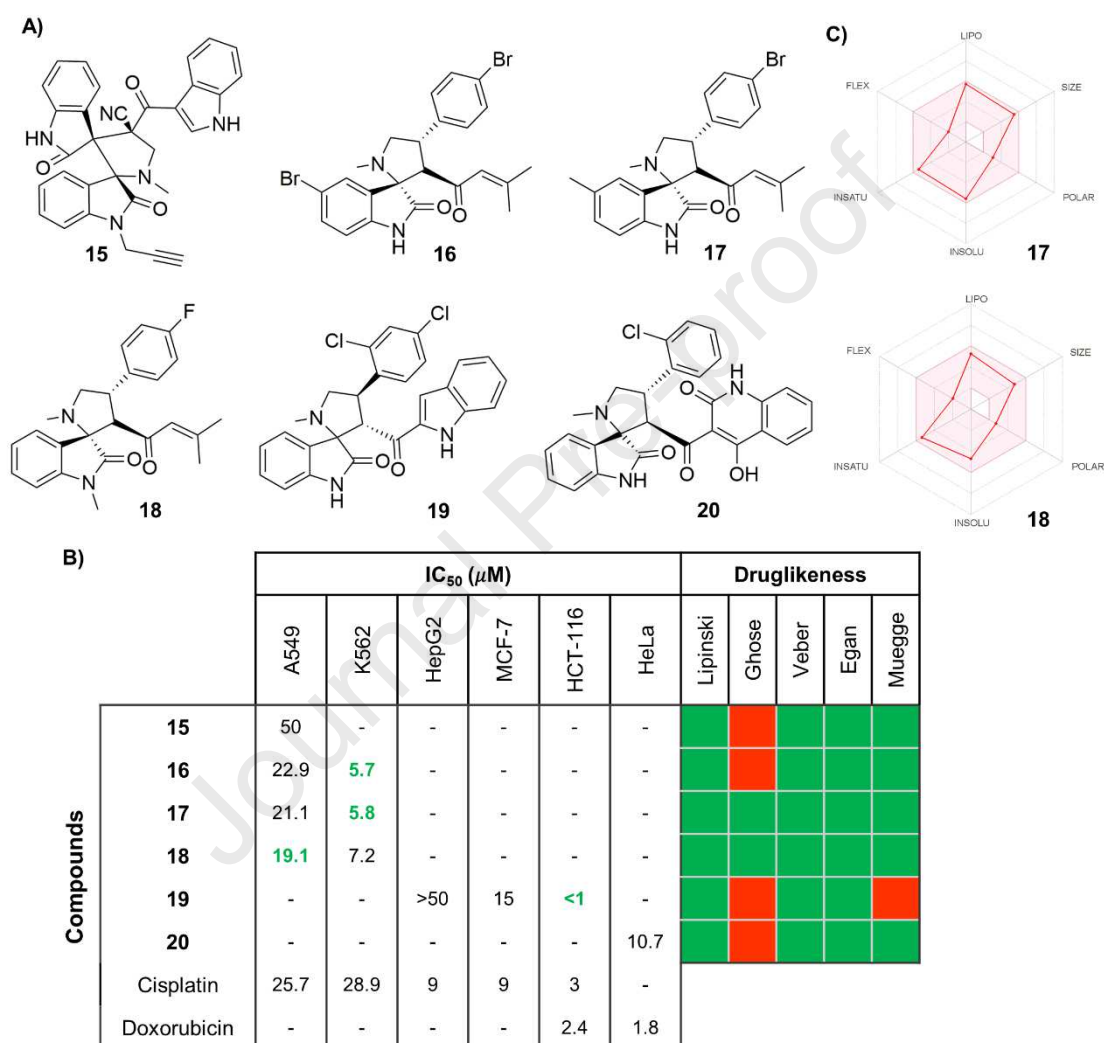 A)
C)
NC
O
N
O
HN
O
NH
N
O
15
Br
Br
N
O
O
N
H
16
Br
N
O
O
N
H
17
LIPO
FLEX
SIZE
INSATU
POLAR
INSOLU
17
F
N
O
O
N
18
Cl
Cl
N
O
O
N
H
N
H
19
Cl
N
O
N
H
O
H
N
O
OH
20
LIPO
FLEX
SIZE
INSATU
POLAR
INSOLU
18
Journal Pre-proof
B)
IC50 (μM) Druglikeness
A549 K562 HepG2 MCF-7 HCT-116 HeLa Lipinski Ghose Veber Egan Muegge
Compounds
15 50 - - - - -
16 22.9 5.7 - - - -
17 21.1 5.8 - - - -
18 19.1 7.2 - - - -
19 - - >50 15 <1 -
20 - - - - - 10.7
Cisplatin 25.7 28.9 9 9 3 -
Doxorubicin - - - - 2.4 1.8